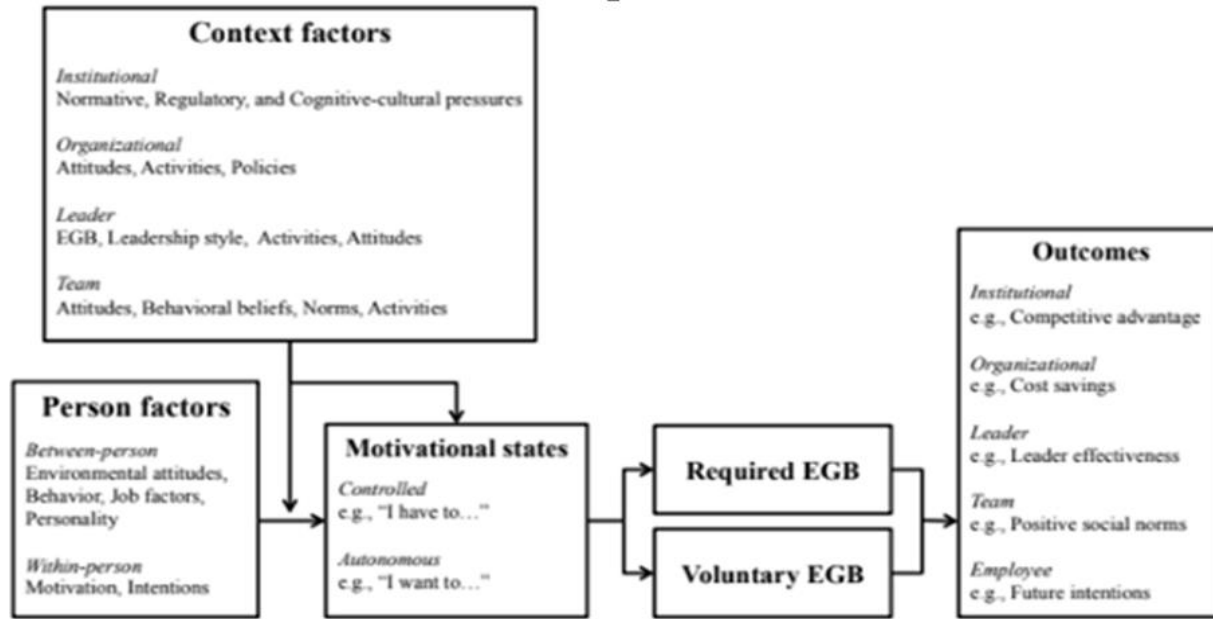 Context factors
Institutional
Normative, Regulatory, and Cognitive-cultural pressures
Organizational
Attitudes, Activities, Policies
Leader
EGB, Leadership style, Activities, Attitudes
Team
Attitudes, Behavioral beliefs, Norms, Activities
Person factors
Between-person
Environmental attitudes,
Behavior, Job factors,
Personality
Within-person
Motivation, Intentions
Motivational states
Controlled
e.g., "I have to…"
Autonomous
e.g., "I want to…"
Required EGB
Voluntary EGB
Outcomes
Institutional
e.g., Competitive advantage
Organizational
e.g., Cost savings
Leader
e.g., Leader effectiveness
Team
e.g., Positive social norms
Employee
e.g., Future intentions